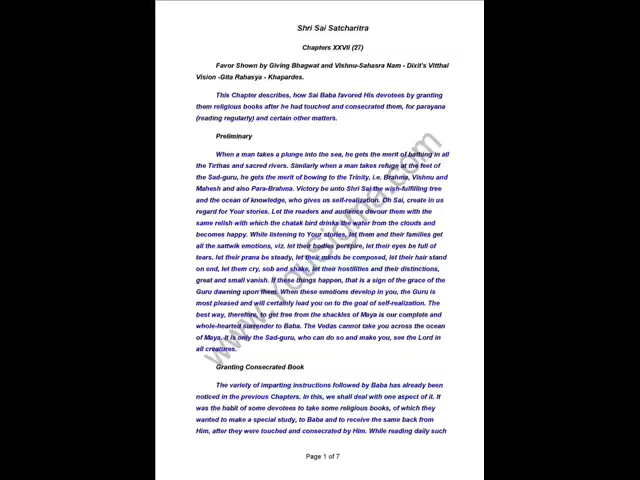 Shri Sai Satcharitra
Chapters XXVII (27)
Favor Shown by Giving Bhagwat and Vishnu-Sahasra Nam - Dixit's Vitthal
Vision -Gita Rahasya - Khapardes.
This Chapter describes, how Sai Baba favored His devotees by granting
them religious books after he had touched and consecrated them, for parayana
(reading regularly) and certain other matters.
Preliminary
When a man takes a plunge into the sea, he gets the merit of bathing in all
the Tirthas and sacred rivers. Similarly when a man takes refuge at the feet of
the Sad-guru, he gets the merit of bowing to the Trinity, i.e. Brahma, Vishnu and
Mahesh and also Para-Brahma. Victory be unto Shri Sai the wish-fulfilling tree
and the ocean of knowledge, who gives us self-realization. Oh Sai, create in us
regard for Your stories. Let the readers and audience devour them with the
same relish with which the chatak bird drinks the water from the clouds and
becomes happy. While listening to Your stories, let them and their families get
all the sattwik emotions, viz. let their bodies perspire, let their eyes be full of
tears, let their prana be steady, let their minds be composed, let their hair stand
on end, let them cry, sob and shake, let their hostilities and their distinctions,
great and small vanish. If these things happen, that is a sign of the grace of the
Guru dawning upon them. When these emotions develop in you, the Guru is
most pleased and will certainly lead you on to the goal of self-realization. The
best way, therefore, to get free from the shackles of Maya is our complete and
whole-hearted surrender to Baba. The Vedas cannot take you across the ocean
of Maya. It is only the Sad-guru, who can do so and make you, see the Lord in
all creatures.
Granting Consecrated Book
The variety of imparting instructions followed by Baba has already been
noticed in the previous Chapters. In this, we shall deal with one aspect of it. It
was the habit of some devotees to take some religious books, of which they
wanted to make a special study, to Baba and to receive the same back from
Him, after they were touched and consecrated by Him. While reading daily such
Page 1 of 7
www.YouSigma.com